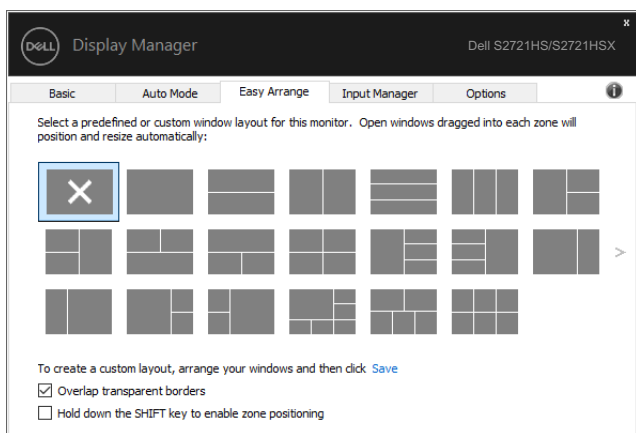 x
DELL Display Manager Dell S2721HS/S2721HSX
Basic Auto Mode Easy Arrange Input Manager Options i
Select a predefined or custom window layout for this monitor. Open windows dragged into each zone will
position and resize automatically:
>
To create a custom layout, arrange your windows and then click Save
Overlap transparent borders
Hold down the SHIFT key to enable zone positioning